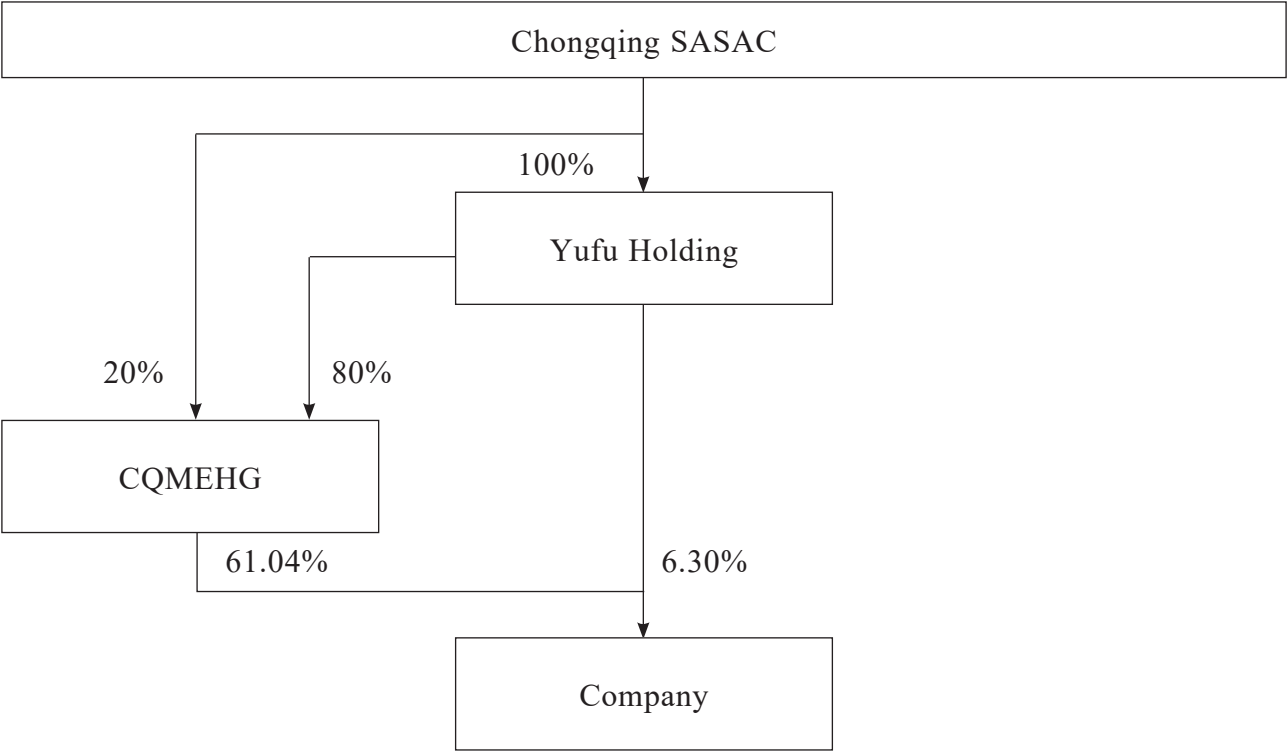 Chongqing SASAC
100%
Yufu Holding
20%
80%
CQMEHG
61.04%
6.30%
Company